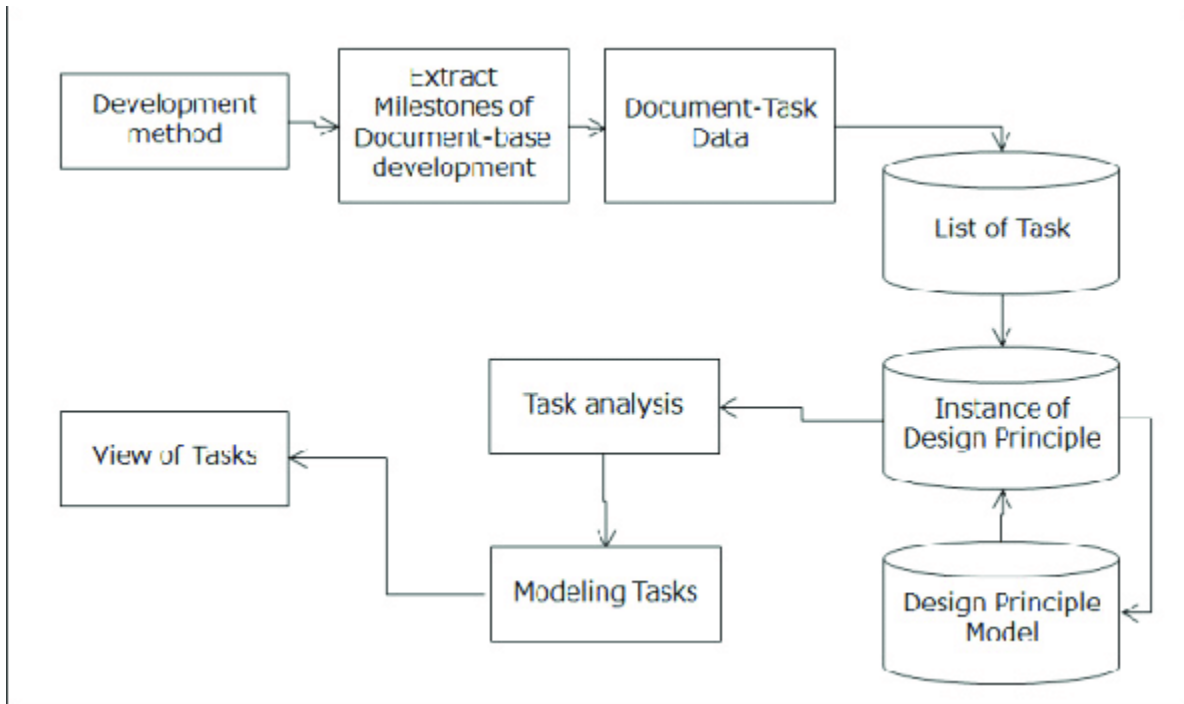 Development
method
Extract
Milestones of
Document-base
development
Document-Task
Data
List of Task
Instance of
Design Principle
Task analysis
View of Tasks
Modeling Tasks
Design Principle
Model